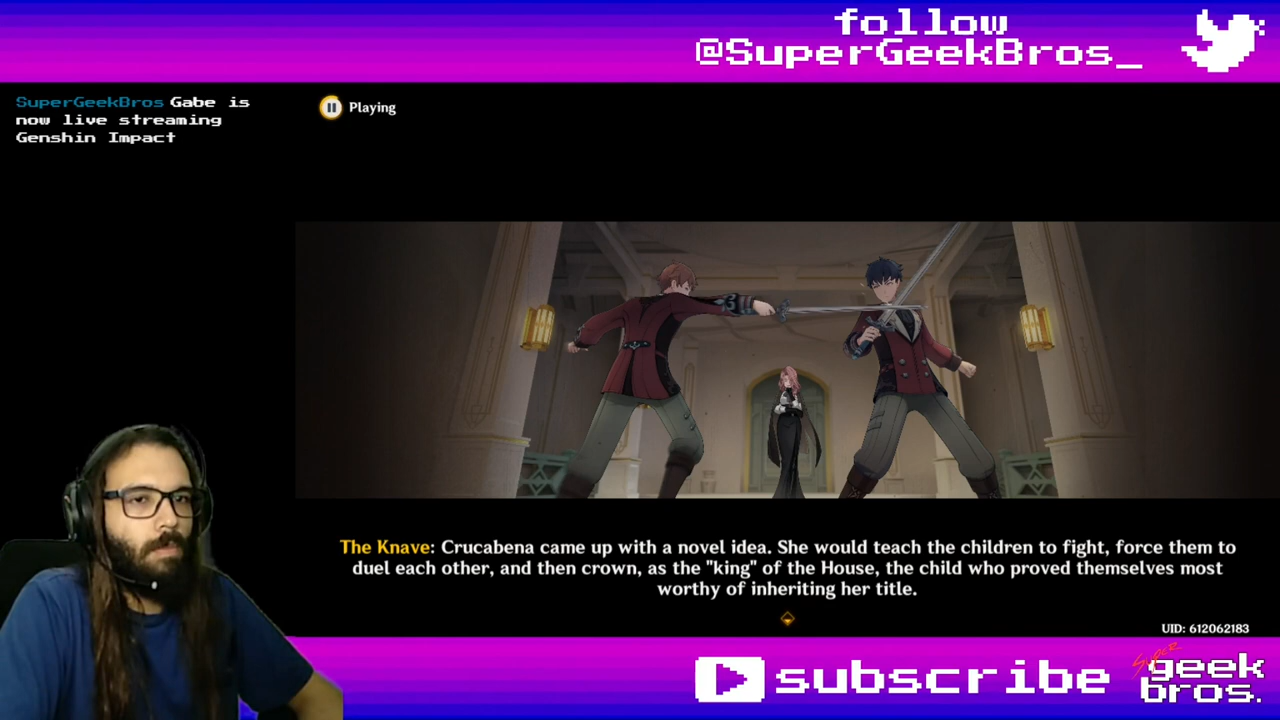 follow
@SuperGeekBros_
SuperGeekBros Gabe is
now live streaming
Genshin Impact
Playing
The Knave: Crucabena came up with a novel idea. She would teach the children to fight, force them to
duel each other, and then crown, as the "king" of the House, the child who proved themselves most
worthy of inheriting her title.
UID: 612062183
subscribe
super
geek
bros.